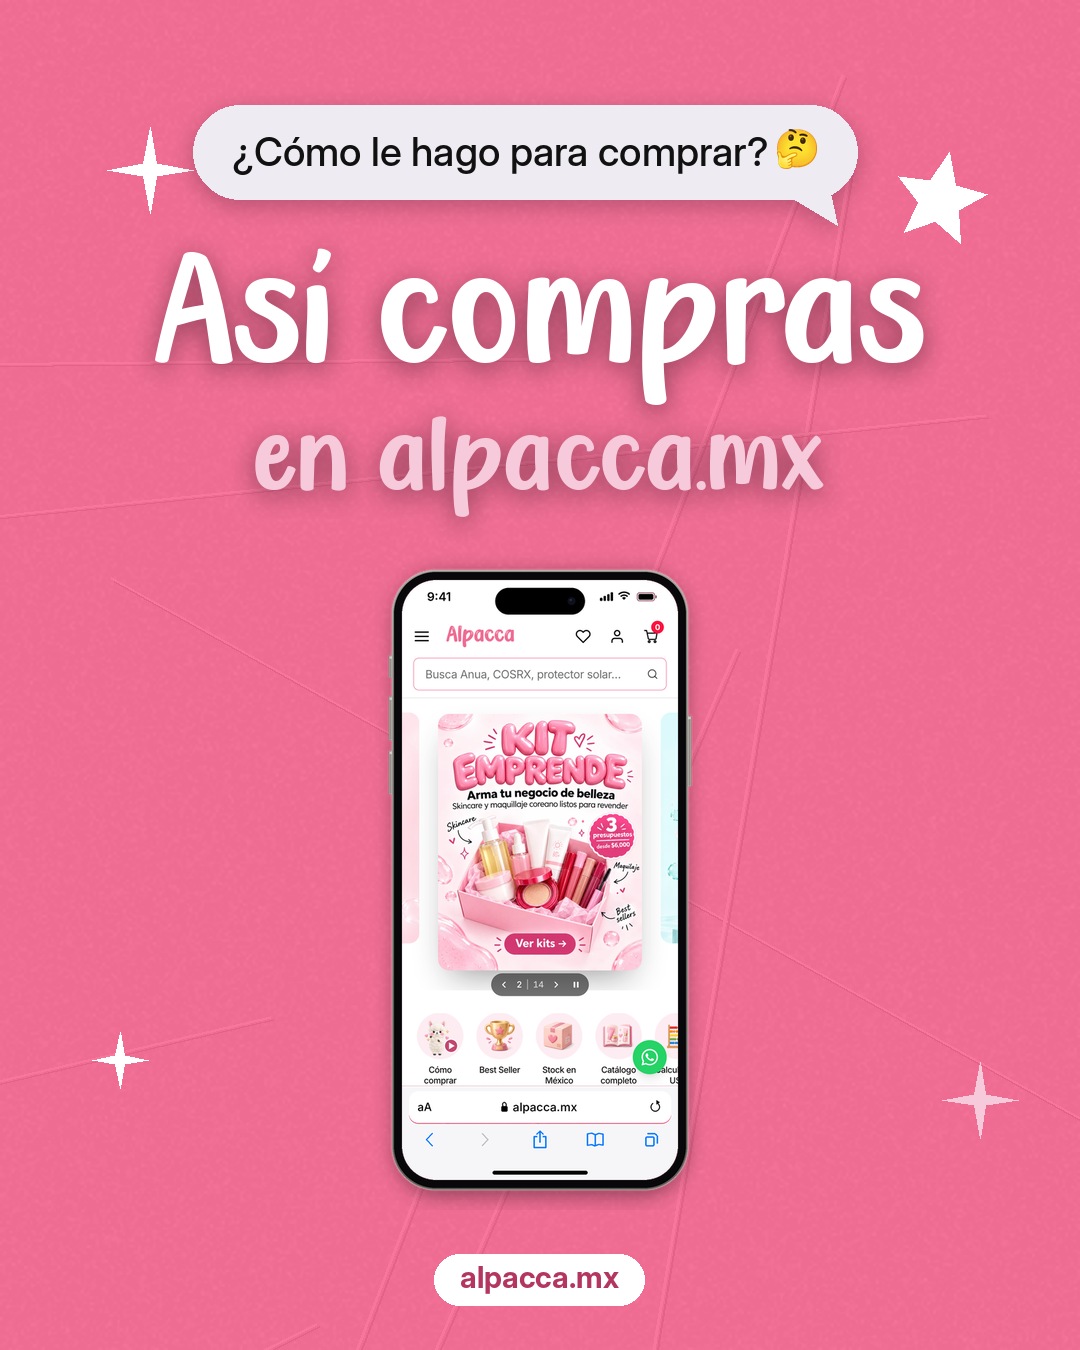 ¿Cómo le hago para comprar? 🤔
Así compras
en alpacca.mx
9:41
Alpacca
0
Busca Anua, COSRX, protector solar...
KIT
EMPRENDE
Arma tu negocio de belleza
Skincare y maquillaje coreano listos para revender
Skincare
3
presupuestos
desde $6,000
Maquillaje
Best
sellers
Ver kits →
2 | 14
Cómo
comprar
Best Seller
Stock en
México
Catálogo
completo
alcul
US
aA
alpacca.mx
alpacca.mx